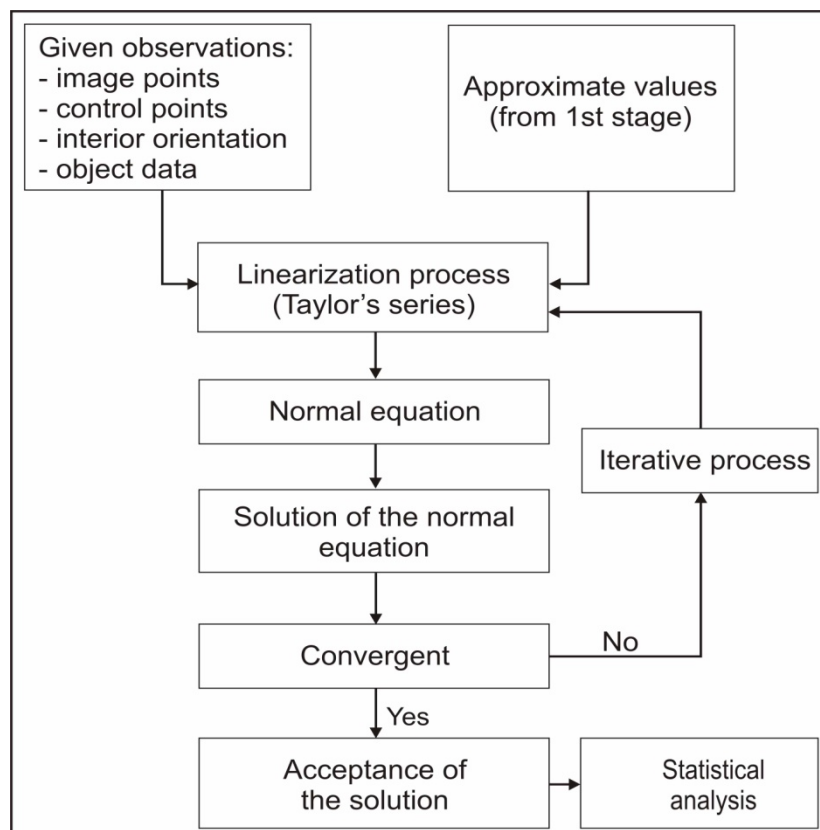 Given observations:
- image points
- control points
- interior orientation
- object data
Approximate values
(from 1st stage)
Linearization process
(Taylor’s series)
Normal equation
Iterative process
Solution of the normal
equation
Convergent
No
Yes
Acceptance of
the solution
Statistical
analysis